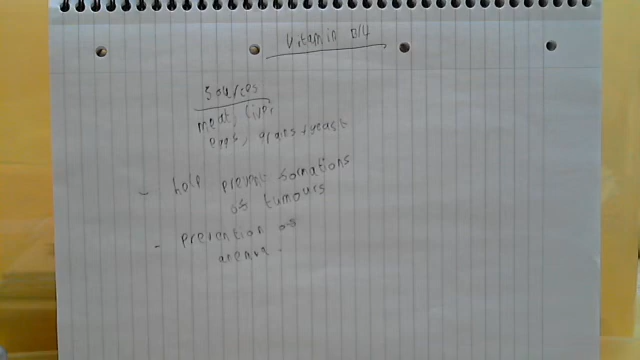 Vitamin B14
Sources
meat, liver
eggs, grains + yeast
- help prevent formations
of tumours
- prevention of
anemia.